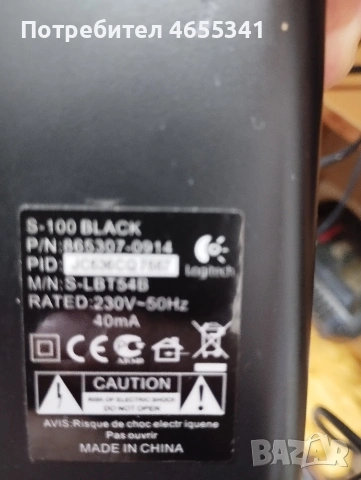 Потребител 4655341
S-100 BLACK
P/N:865307-0914
PID:
Logitech
M/N:S-LBT54B
RATED:230V~50Hz
40mA
CAUTION
RISK OF ELECTRIC SHOCK
DO NOT OPEN
AVIS:Risque de choc electr iquene
Pas ouvrir
MADE IN CHINA
BAZAR